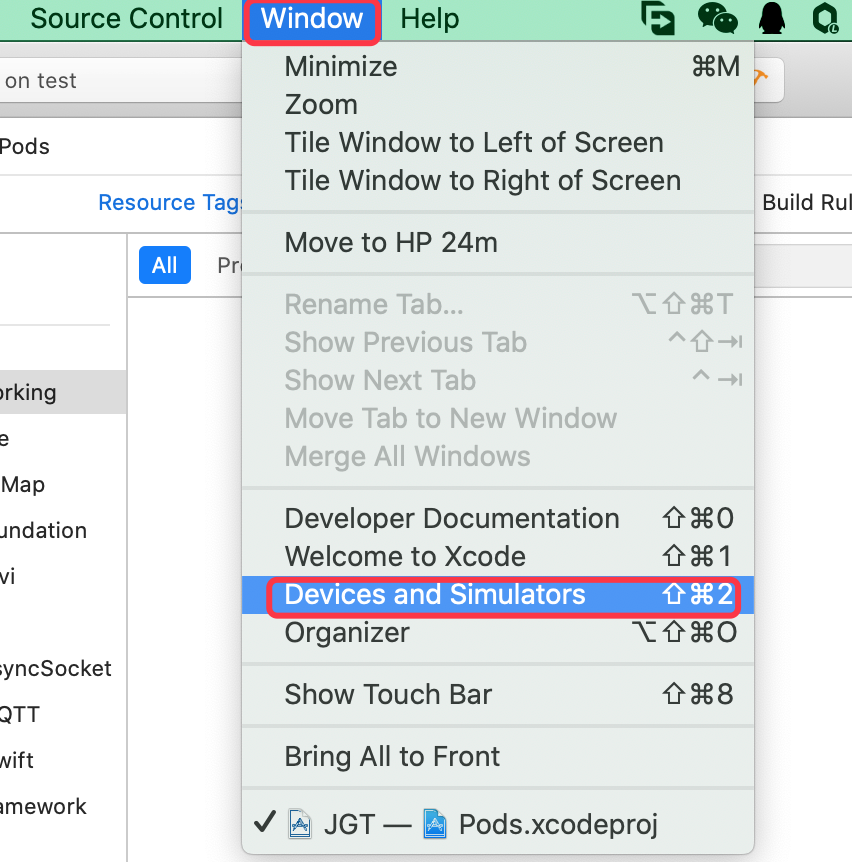 Source Control Window Help
on test
Minimize ⌘M
Zoom
Tile Window to Left of Screen
Pods
Tile Window to Right of Screen
Resource Tags
Build Rul
Move to HP 24m
All Pr
Rename Tab... ⌥⇧⌘T
Show Previous Tab ^⇧⇥
Show Next Tab ^⇥
orking
Move Tab to New Window
e
Merge All Windows
Map
Developer Documentation ⇧⌘0
undation
Welcome to Xcode ⇧⌘1
vi
Devices and Simulators ⇧⌘2
Organizer ⌥⇧⌘O
syncSocket
Show Touch Bar ⇧⌘8
QTT
Bring All to Front
wift
amework
✓ JGT — Pods.xcodeproj